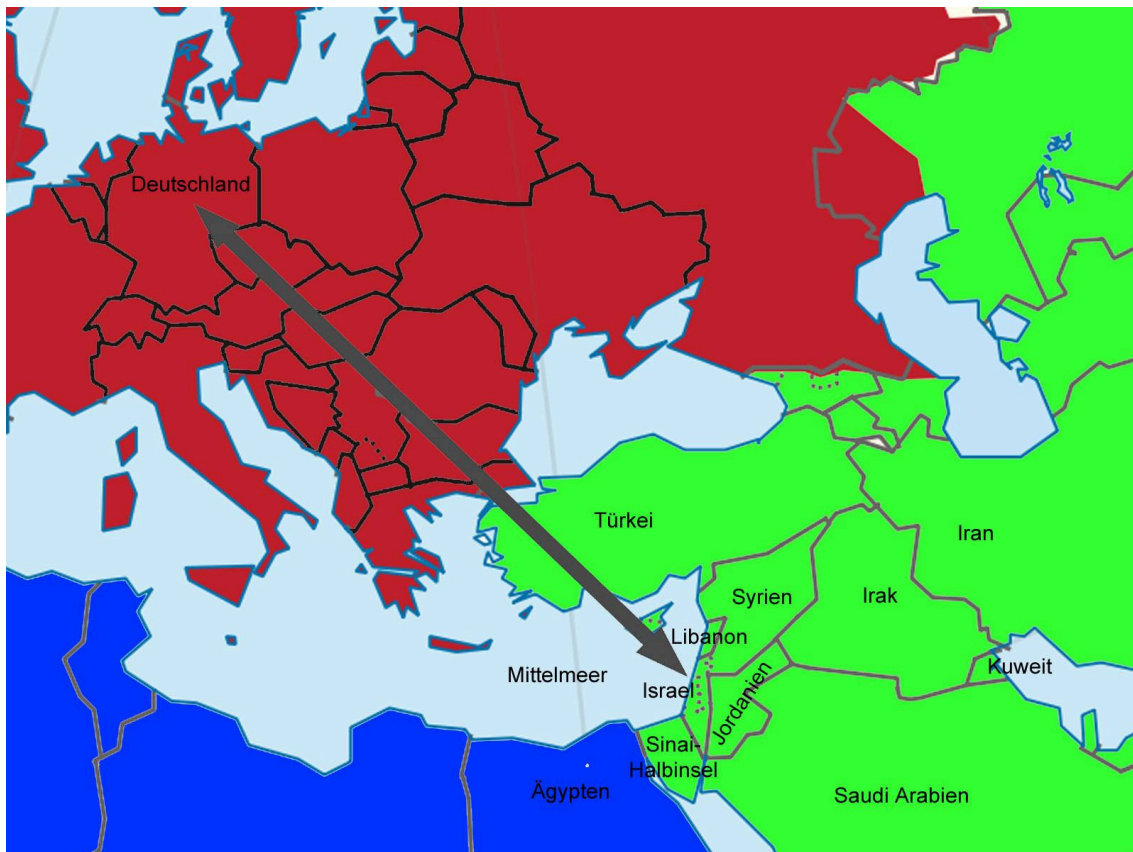 Deutschland
Türkei
Iran
Syrien
Irak
Libanon
Kuweit
Mittelmeer
Israel
Jordanien
Sinai-
Halbinsel
Ägypten
Saudi Arabien